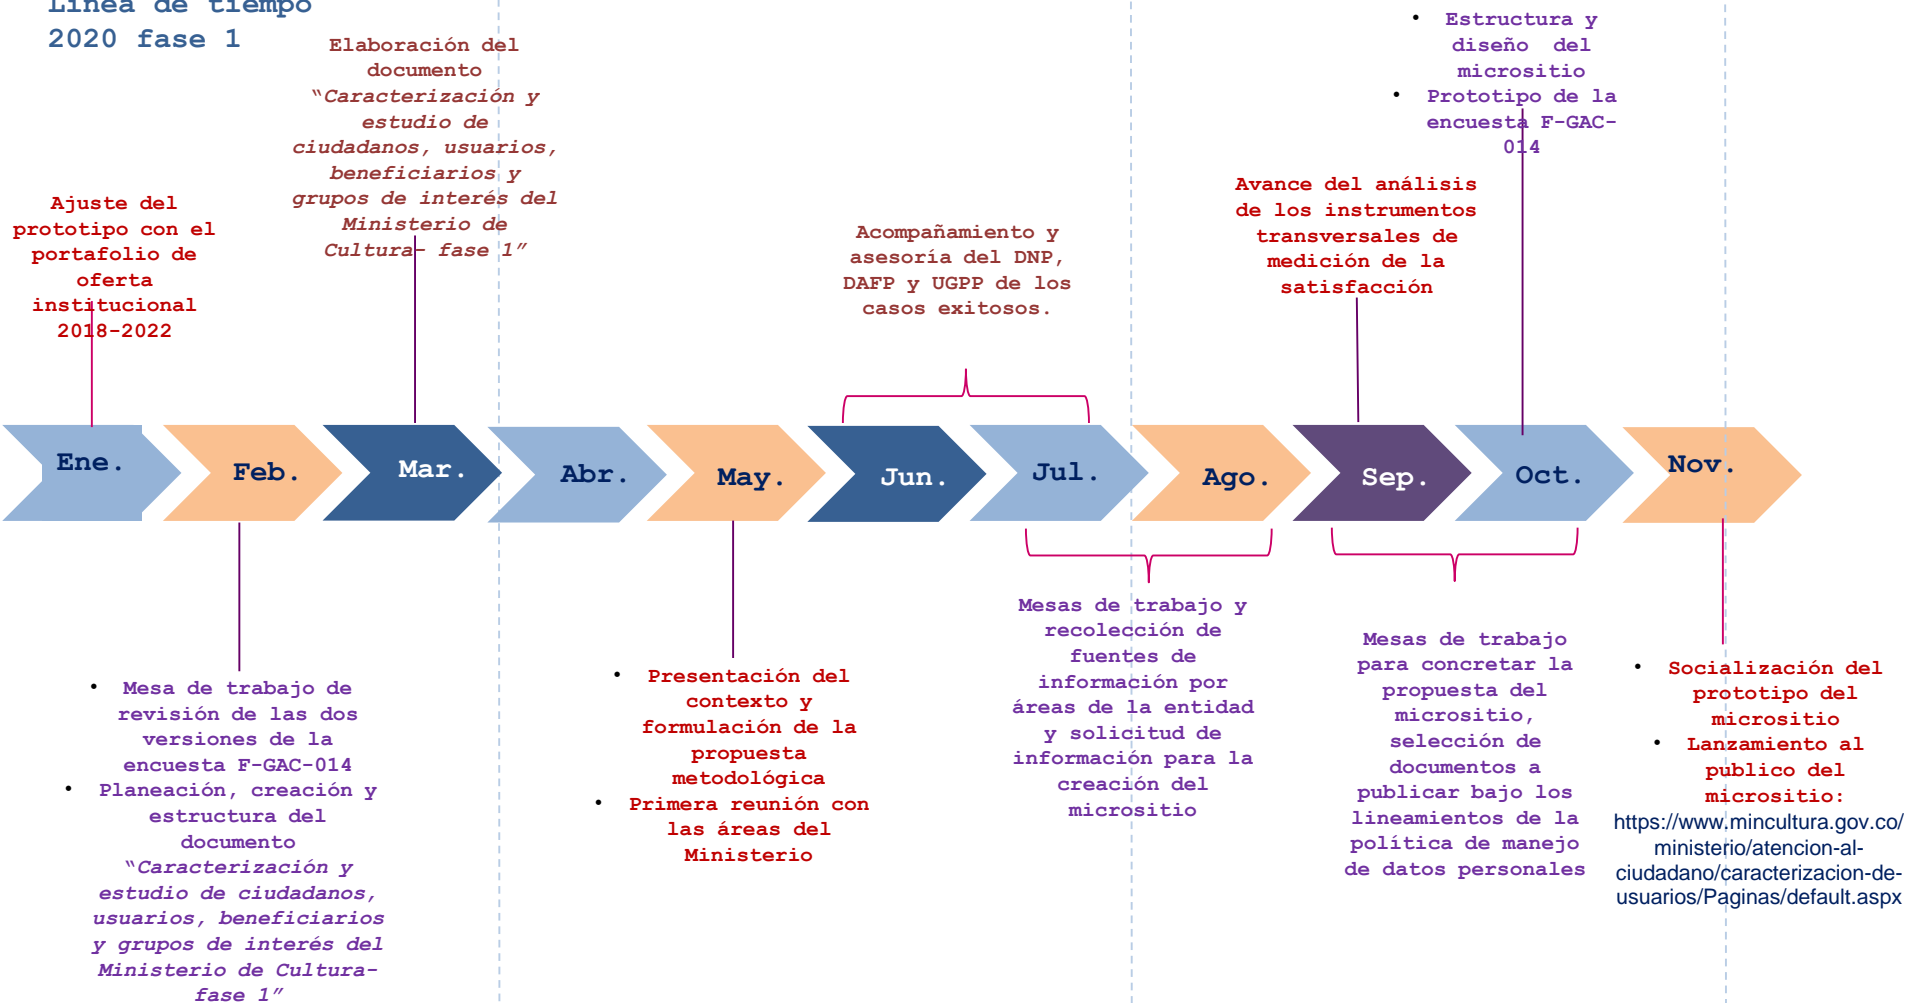 Línea de tiempo
2020 fase 1
Ajuste del
prototipo con el
portafolio de
oferta
institucional
2018-2022
Elaboración del
documento
“Caracterización y
estudio de
ciudadanos, usuarios,
beneficiarios y
grupos de interés del
Ministerio de
Cultura- fase 1”
Acompañamiento y
asesoría del DNP,
DAFP y UGPP de los
casos exitosos.
Avance del análisis
de los instrumentos
transversales de
medición de la
satisfacción
• Estructura y
diseño del
micrositio
• Prototipo de la
encuesta F-GAC-
014
Ene.
Feb.
Mar.
Abr.
May.
Jun.
Jul.
Ago.
Sep.
Oct.
Nov.
• Mesa de trabajo de
revisión de las dos
versiones de la
encuesta F-GAC-014
• Planeación, creación y
estructura del
documento
“Caracterización y
estudio de ciudadanos,
usuarios, beneficiarios
y grupos de interés del
Ministerio de Cultura-
fase 1”
• Presentación del
contexto y
formulación de la
propuesta
metodológica
• Primera reunión con
las áreas del
Ministerio
Mesas de trabajo y
recolección de
fuentes de
información por
áreas de la entidad
y solicitud de
información para la
creación del
micrositio
Mesas de trabajo
para concretar la
propuesta del
micrositio,
selección de
documentos a
publicar bajo los
lineamientos de la
política de manejo
de datos personales
• Socialización del
prototipo del
micrositio
• Lanzamiento al
publico del
micrositio:
https://www.mincultura.gov.co/
ministerio/atencion-al-
ciudadano/caracterizacion-de-
usuarios/Paginas/default.aspx